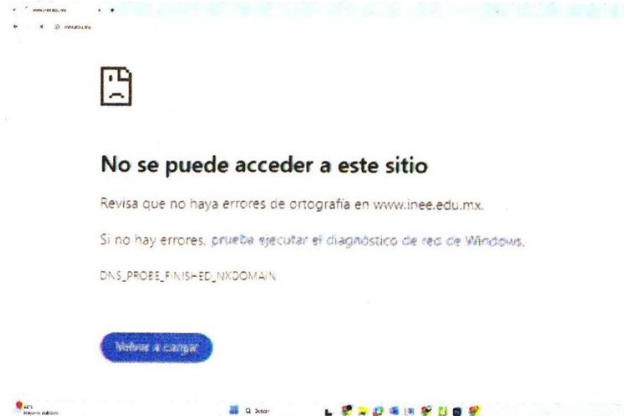 No se puede acceder a este sitio
Revisa que no haya errores de ortografía en www.inee.edu.mx.
Si no hay errores, prueba ejecutar el diagnóstico de red de Windows.
DNS_PROBE_FINISHED_NXDOMAIN
Volver a cargar
Buscar